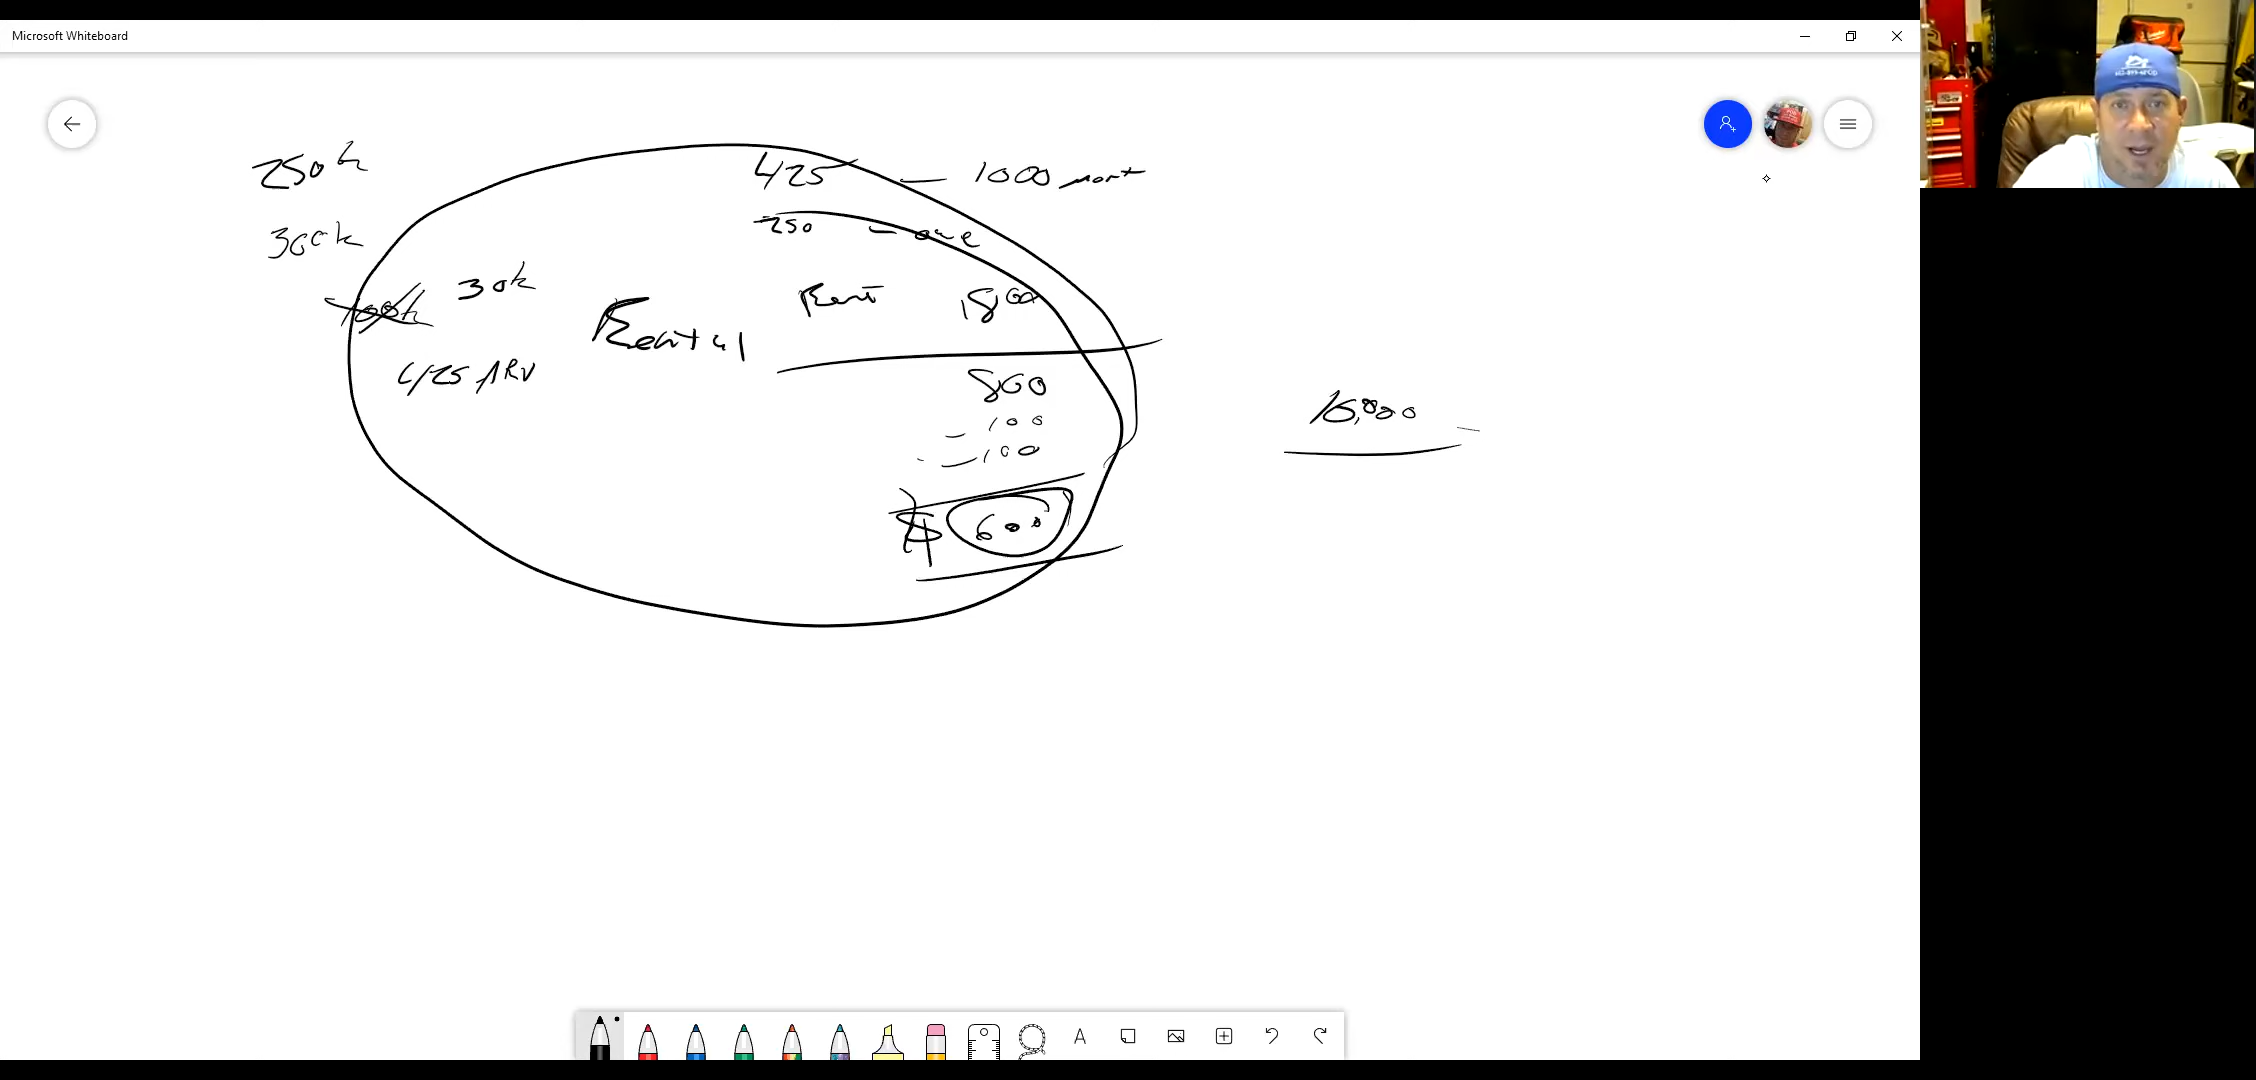 Microsoft Whiteboard
250k
425 — 1000 mort
250 - owe
300k
30k
100k
Rent 1800
Rental
425 ARV
800
- 100
- 100
$ 600
10,000
A